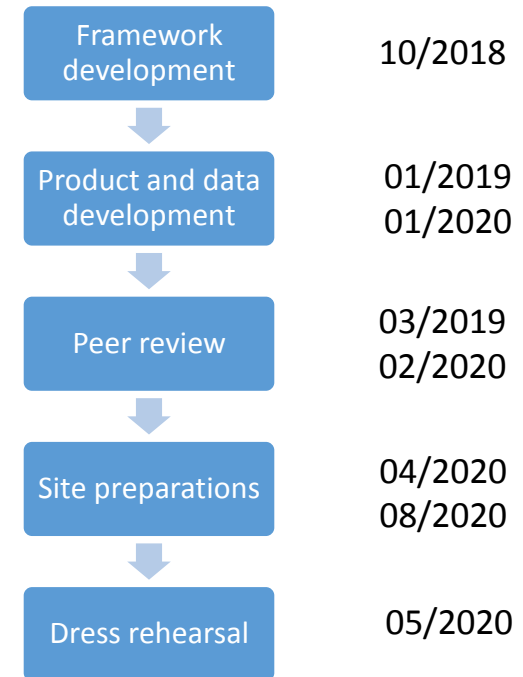 Framework
development
10/2018
Product and data
development
01/2019
01/2020
Peer review
03/2019
02/2020
Site preparations
04/2020
08/2020
Dress rehearsal
05/2020